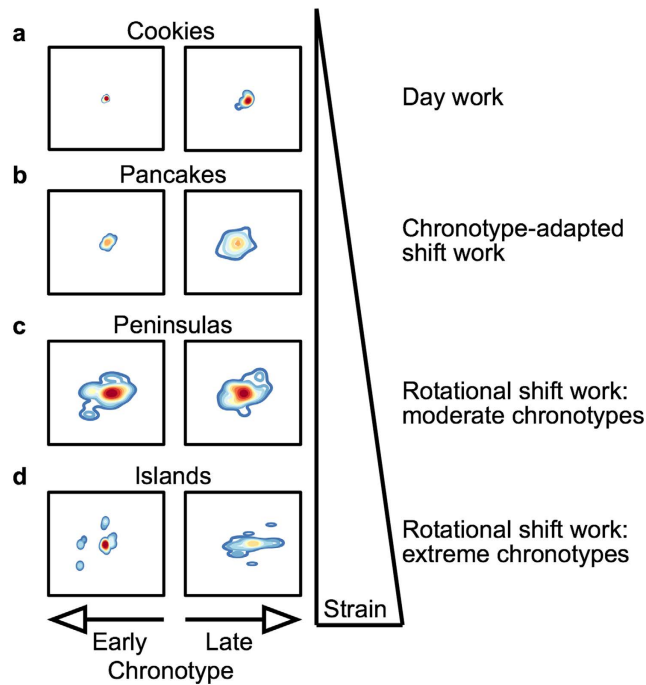 a
Cookies
Day work
b
Pancakes
Chronotype-adapted
shift work
c
Peninsulas
Rotational shift work:
moderate chronotypes
d
Islands
Rotational shift work:
extreme chronotypes
Strain
Early
Late
Chronotype